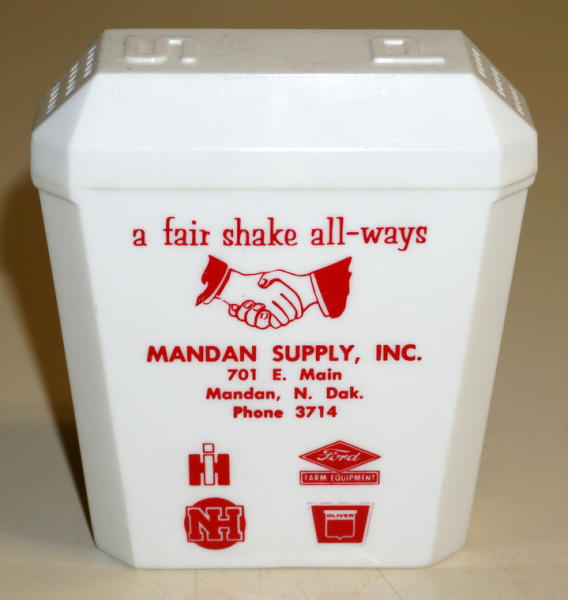 S P
a fair shake all-ways
MANDAN SUPPLY, INC.
701 E. Main
Mandan, N. Dak.
Phone 3714
IH
Ford
FARM EQUIPMENT
NH
OLIVER